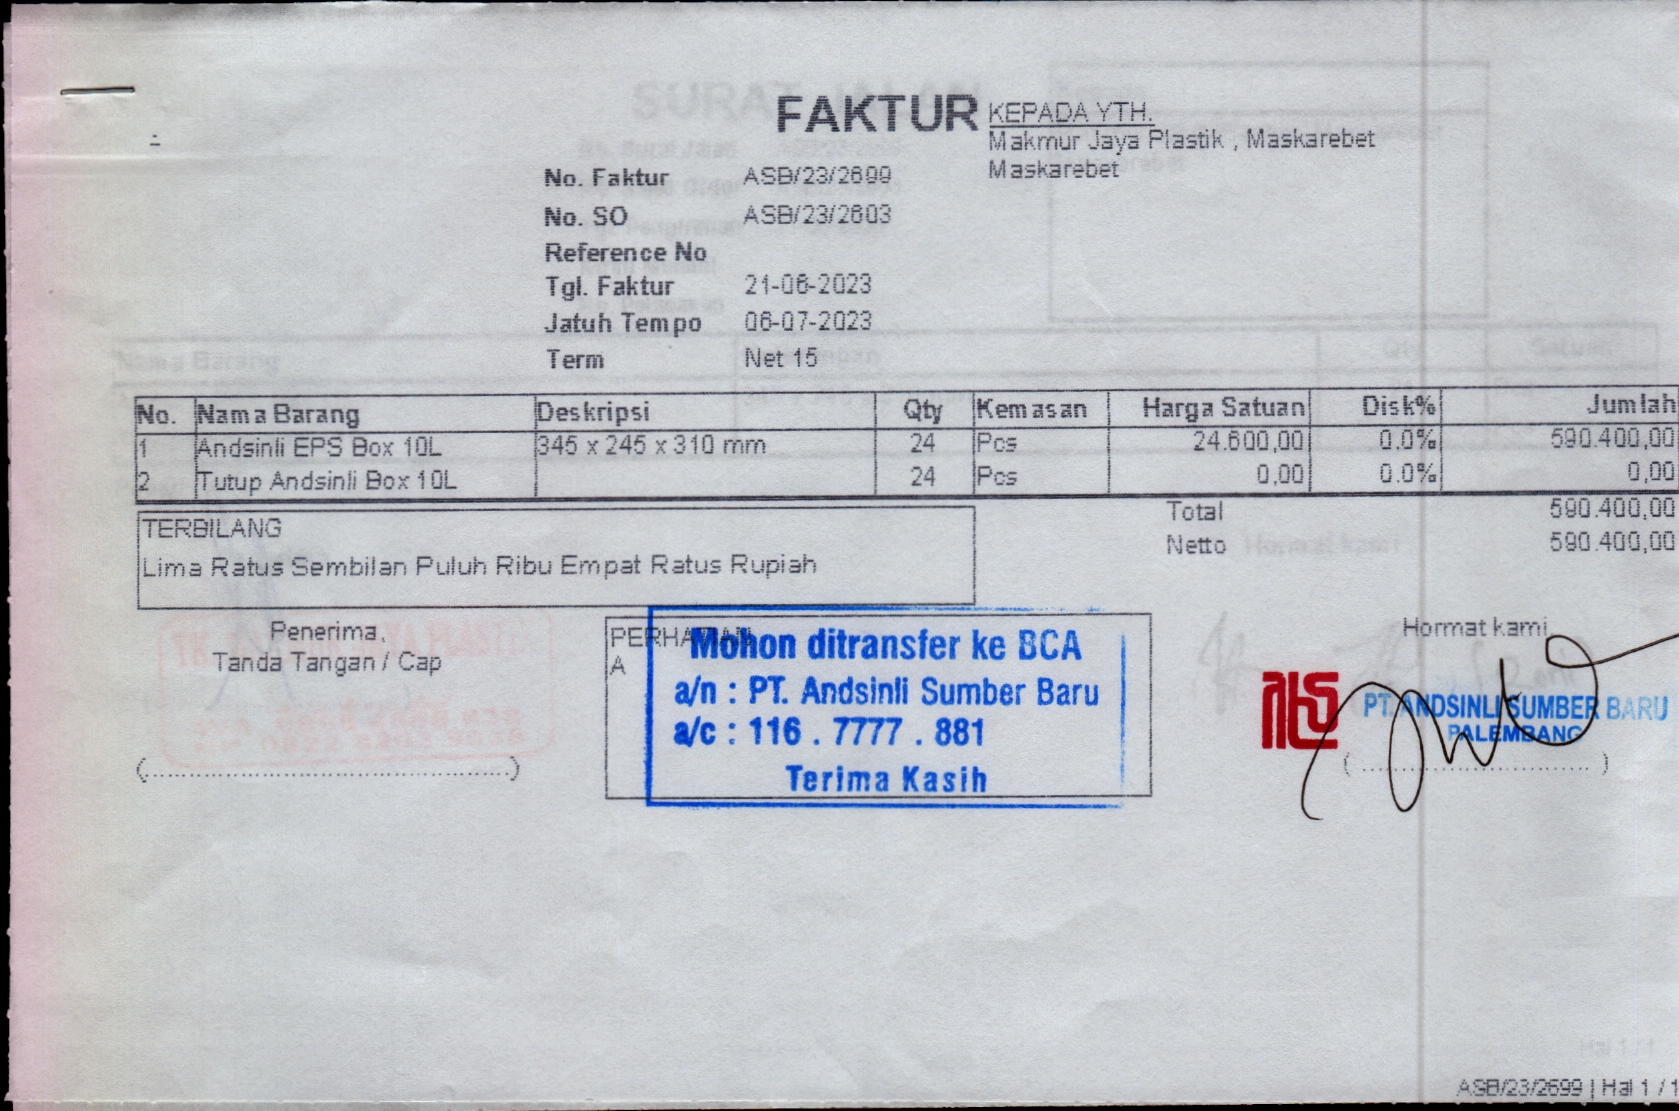 FAKTUR
KEPADA YTH.
Makmur Jaya Plastik , Maskarebet
Maskarebet
No. Faktur ASB/23/2699
No. SO ASB/23/2603
Reference No
Tgl. Faktur 21-06-2023
Jatuh Tempo 06-07-2023
Term Net 15
No. Nama Barang Deskripsi Qty Kemasan Harga Satuan Disk% Jumlah
1 Andsinli EPS Box 10L 345 x 245 x 310 mm 24 Pcs 24.600,00 0.0% 590.400,00
2 Tutup Andsinli Box 10L 24 Pcs 0,00 0.0% 0,00
Total 590.400,00
Netto 590.400,00
TERBILANG
Lima Ratus Sembilan Puluh Ribu Empat Ratus Rupiah
Penerima,
Tanda Tangan / Cap
(............................................)
PERHATIAN
A
Mohon ditransfer ke BCA
a/n : PT. Andsinli Sumber Baru
a/c : 116 . 7777 . 881
Terima Kasih
Hormat kami,
PT. ANDSINLI SUMBER BARU
PALEMBANG
(............................)
ASB/23/2699 | Hal 1 / 1